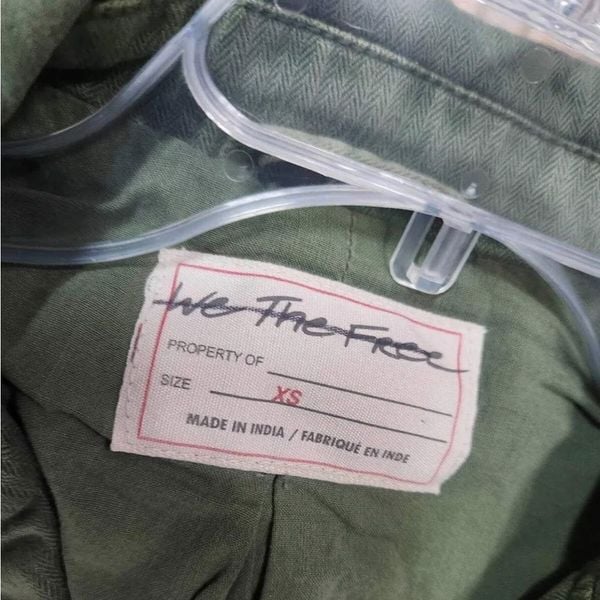 We The Free
PROPERTY OF
SIZE XS
MADE IN INDIA / FABRIQUÉ EN INDE